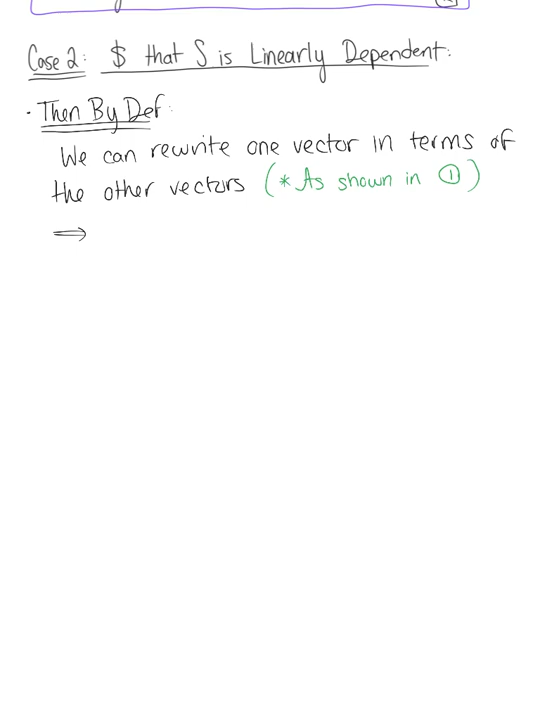 Case 2: $ that S is Linearly Dependent:
· Then By Def:
We can rewrite one vector in terms of
the other vectors (* As shown in ①)
⟹